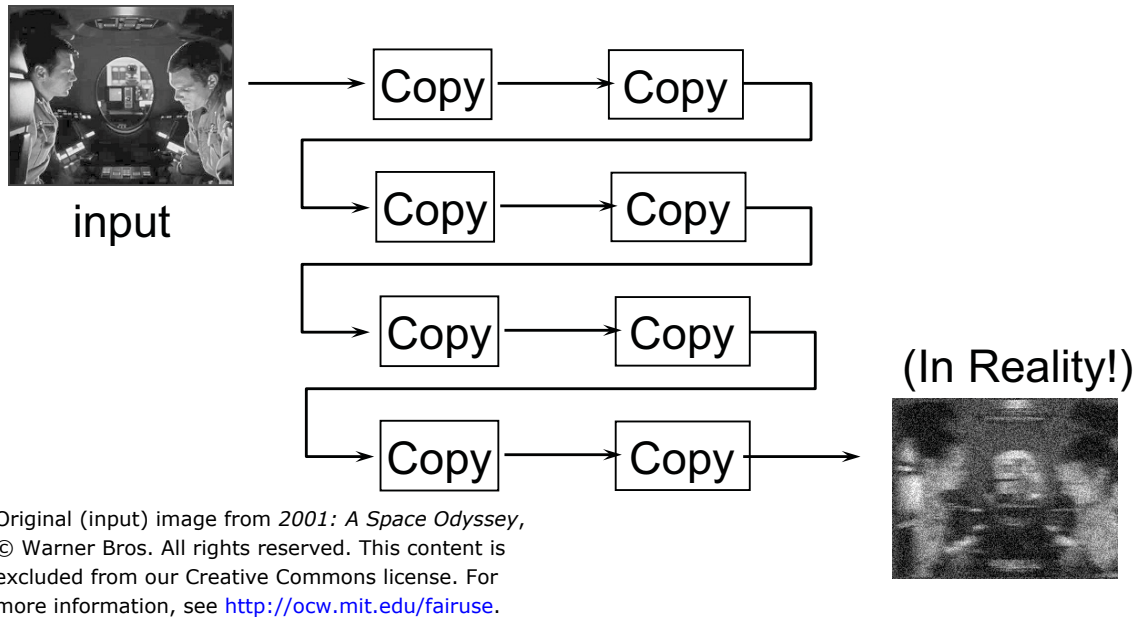 Copy Copy
input
Copy Copy
Copy Copy
(In Reality!)
Copy Copy
Original (input) image from 2001: A Space Odyssey,
© Warner Bros. All rights reserved. This content is
excluded from our Creative Commons license. For
more information, see http://ocw.mit.edu/fairuse.